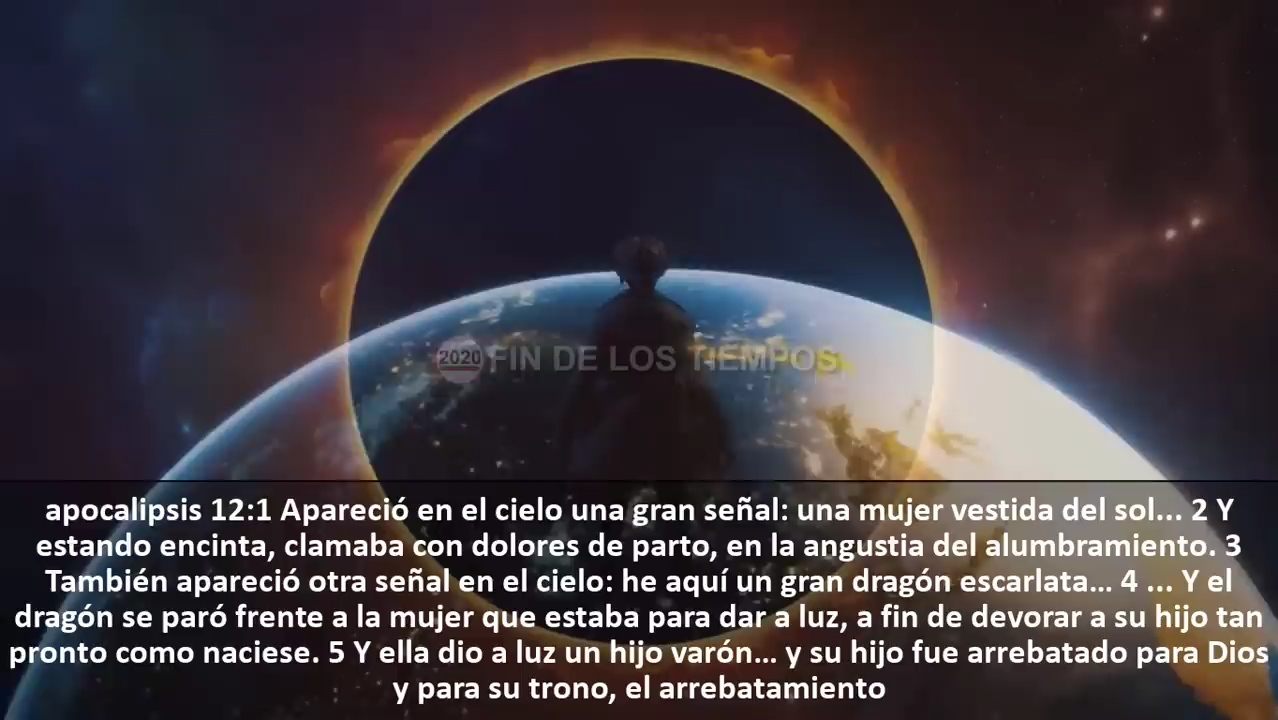 2020 FIN DE LOS TIEMPOS
apocalipsis 12:1 Apareció en el cielo una gran señal: una mujer vestida del sol... 2 Y
estando encinta, clamaba con dolores de parto, en la angustia del alumbramiento. 3
También apareció otra señal en el cielo: he aquí un gran dragón escarlata... 4 ... Y el
dragón se paró frente a la mujer que estaba para dar a luz, a fin de devorar a su hijo tan
pronto como naciese. 5 Y ella dio a luz un hijo varón... y su hijo fue arrebatado para Dios
y para su trono, el arrebatamiento